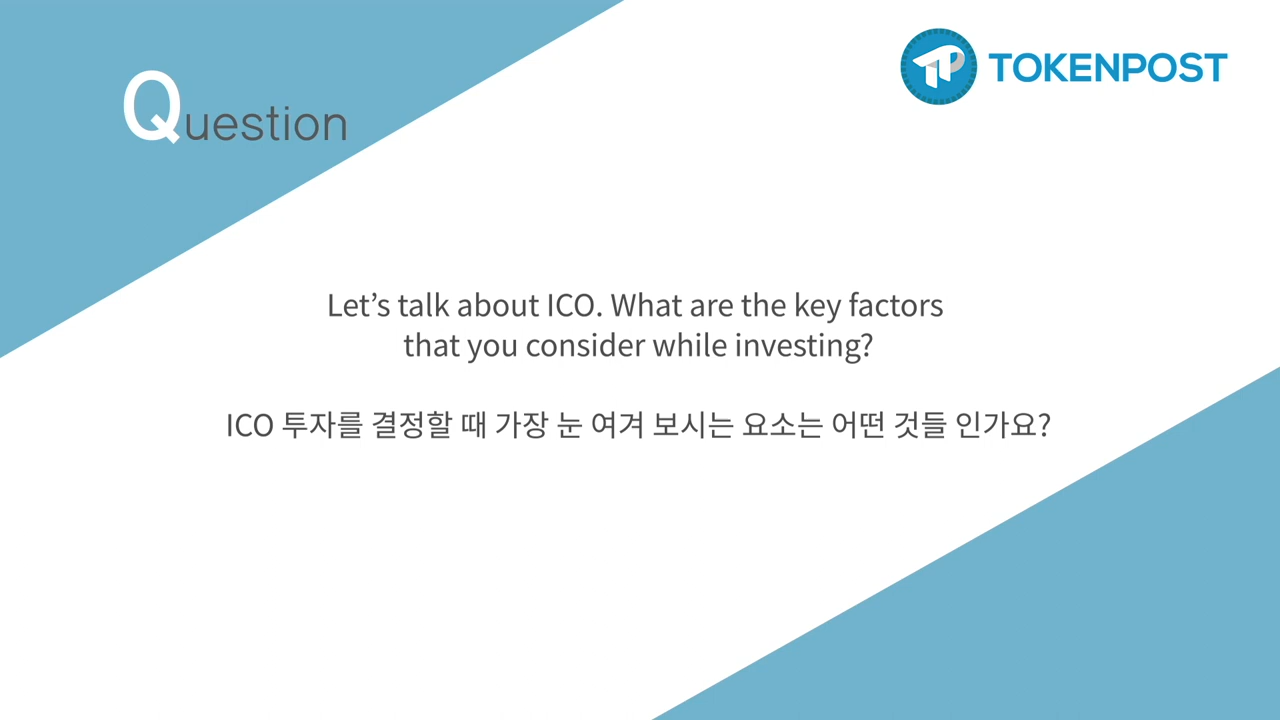 Question
TOKENPOST
Let's talk about ICO. What are the key factors
that you consider while investing?
ICO 투자를 결정할 때 가장 눈 여겨 보시는 요소는 어떤 것들 인가요?